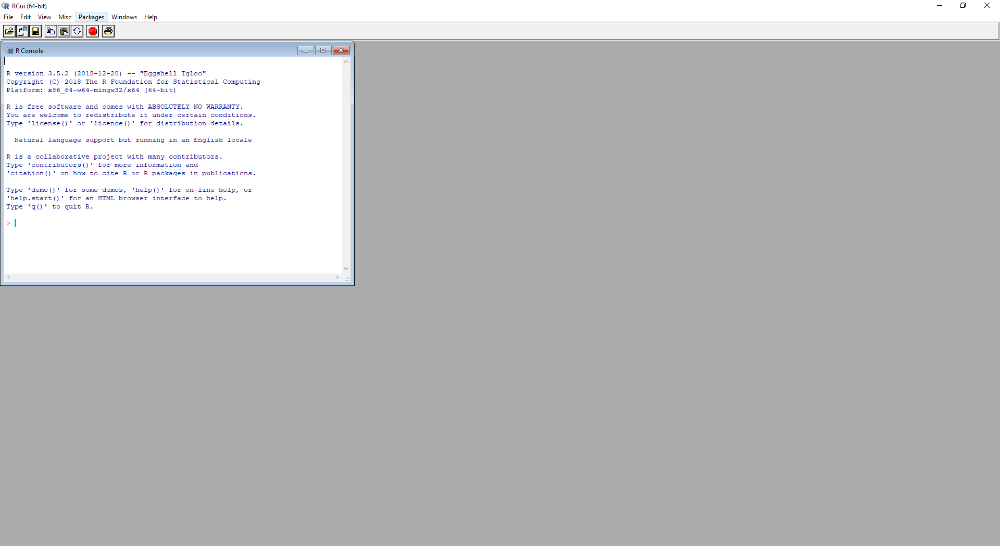 RGui (64-bit)
File Edit View Misc Packages Windows Help
STOP
R Console
R version 3.5.2 (2018-12-20) -- "Eggshell Igloo"
Copyright (C) 2018 The R Foundation for Statistical Computing
Platform: x86_64-w64-mingw32/x64 (64-bit)
R is free software and comes with ABSOLUTELY NO WARRANTY.
You are welcome to redistribute it under certain conditions.
Type 'license()' or 'licence()' for distribution details.
Natural language support but running in an English locale
R is a collaborative project with many contributors.
Type 'contributors()' for more information and
'citation()' on how to cite R or R packages in publications.
Type 'demo()' for some demos, 'help()' for on-line help, or
'help.start()' for an HTML browser interface to help.
Type 'q()' to quit R.
>